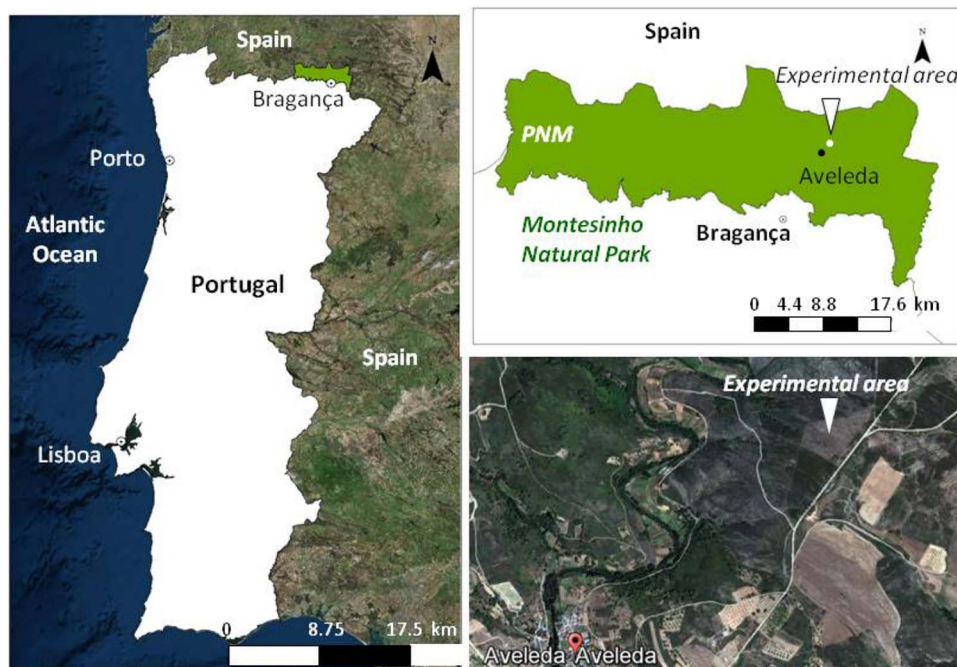 Spain
N
Bragança
Porto
Atlantic
Ocean
Portugal
Spain
Lisboa
0 8.75 17.5 km
Spain
N
Experimental area
PNM
Aveleda
Montesinho
Natural Park
Bragança
0 4.4 8.8 17.6 km
Experimental area
Aveleda Aveleda